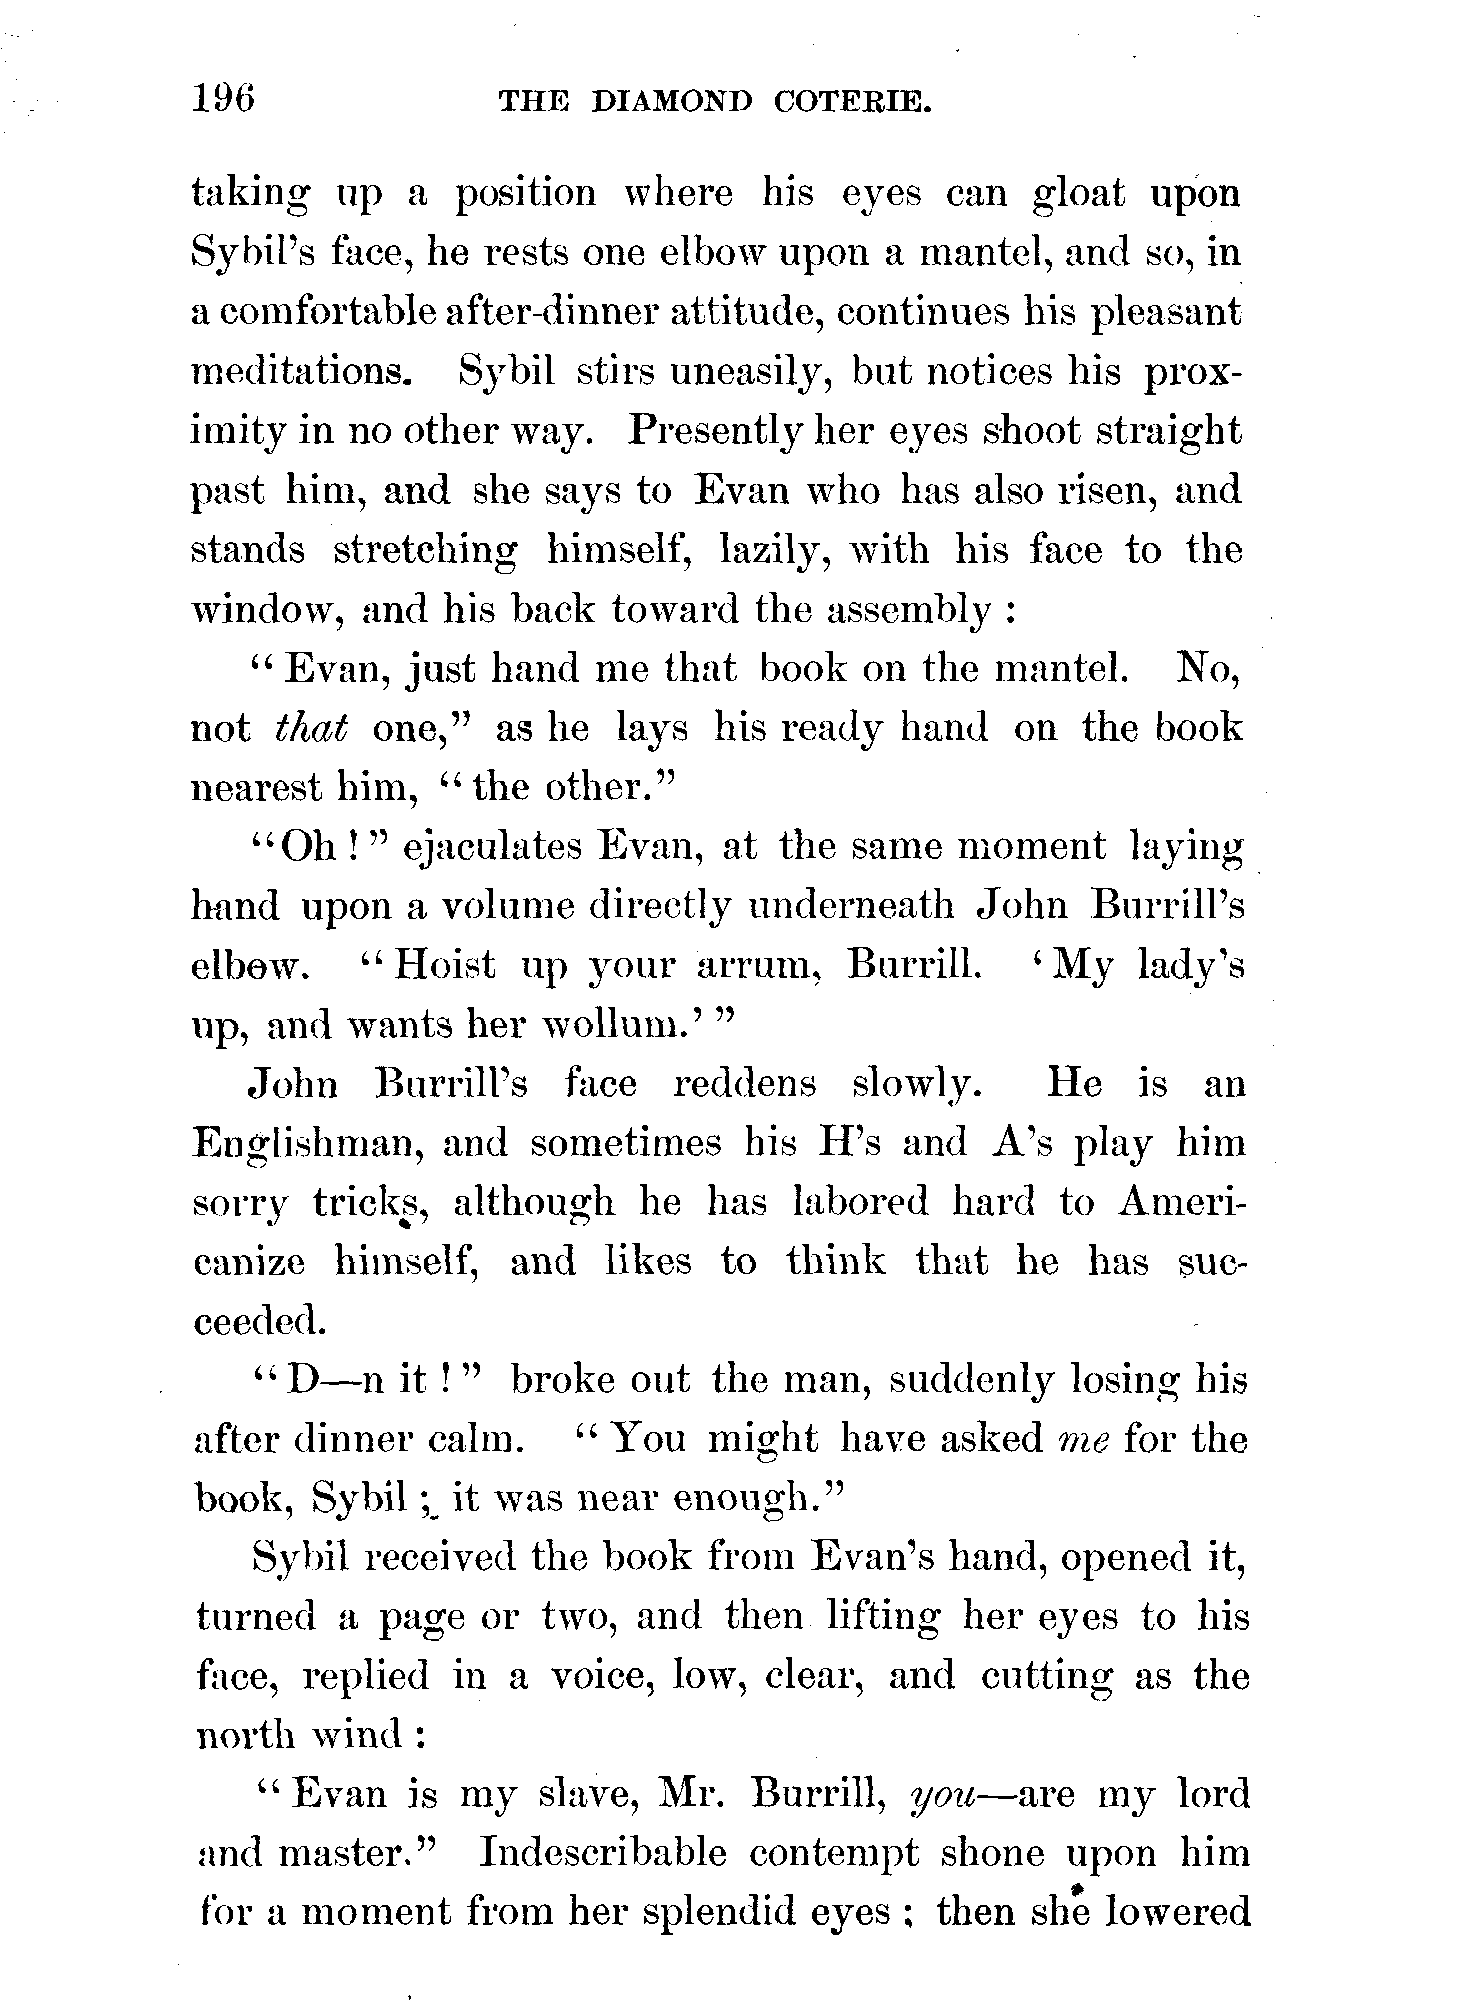 196 THE DIAMOND COTERIE.
taking up a position where his eyes can gloat upon
Sybil's face, he rests one elbow upon a mantel, and so, in
a comfortable after-dinner attitude, continues his pleasant
meditations. Sybil stirs uneasily, but notices his prox-
imity in no other way. Presently her eyes shoot straight
past him, and she says to Evan who has also risen, and
stands stretching himself, lazily, with his face to the
window, and his back toward the assembly :
“ Evan, just hand me that book on the mantel. No,
not that one,” as he lays his ready hand on the book
nearest him, “ the other.”
“Oh ! ” ejaculates Evan, at the same moment laying
hand upon a volume directly underneath John Burrill's
elbow. “ Hoist up your arrum, Burrill. ‘ My lady's
up, and wants her wollum.’ ”
John Burrill's face reddens slowly. He is an
Englishman, and sometimes his H's and A's play him
sorry tricks, although he has labored hard to Ameri-
canize himself, and likes to think that he has suc-
ceeded.
“ D—n it ! ” broke out the man, suddenly losing his
after dinner calm. “ You might have asked me for the
book, Sybil ; it was near enough.”
Sybil received the book from Evan's hand, opened it,
turned a page or two, and then lifting her eyes to his
face, replied in a voice, low, clear, and cutting as the
north wind :
“ Evan is my slave, Mr. Burrill, you—are my lord
and master.” Indescribable contempt shone upon him
for a moment from her splendid eyes ; then she lowered